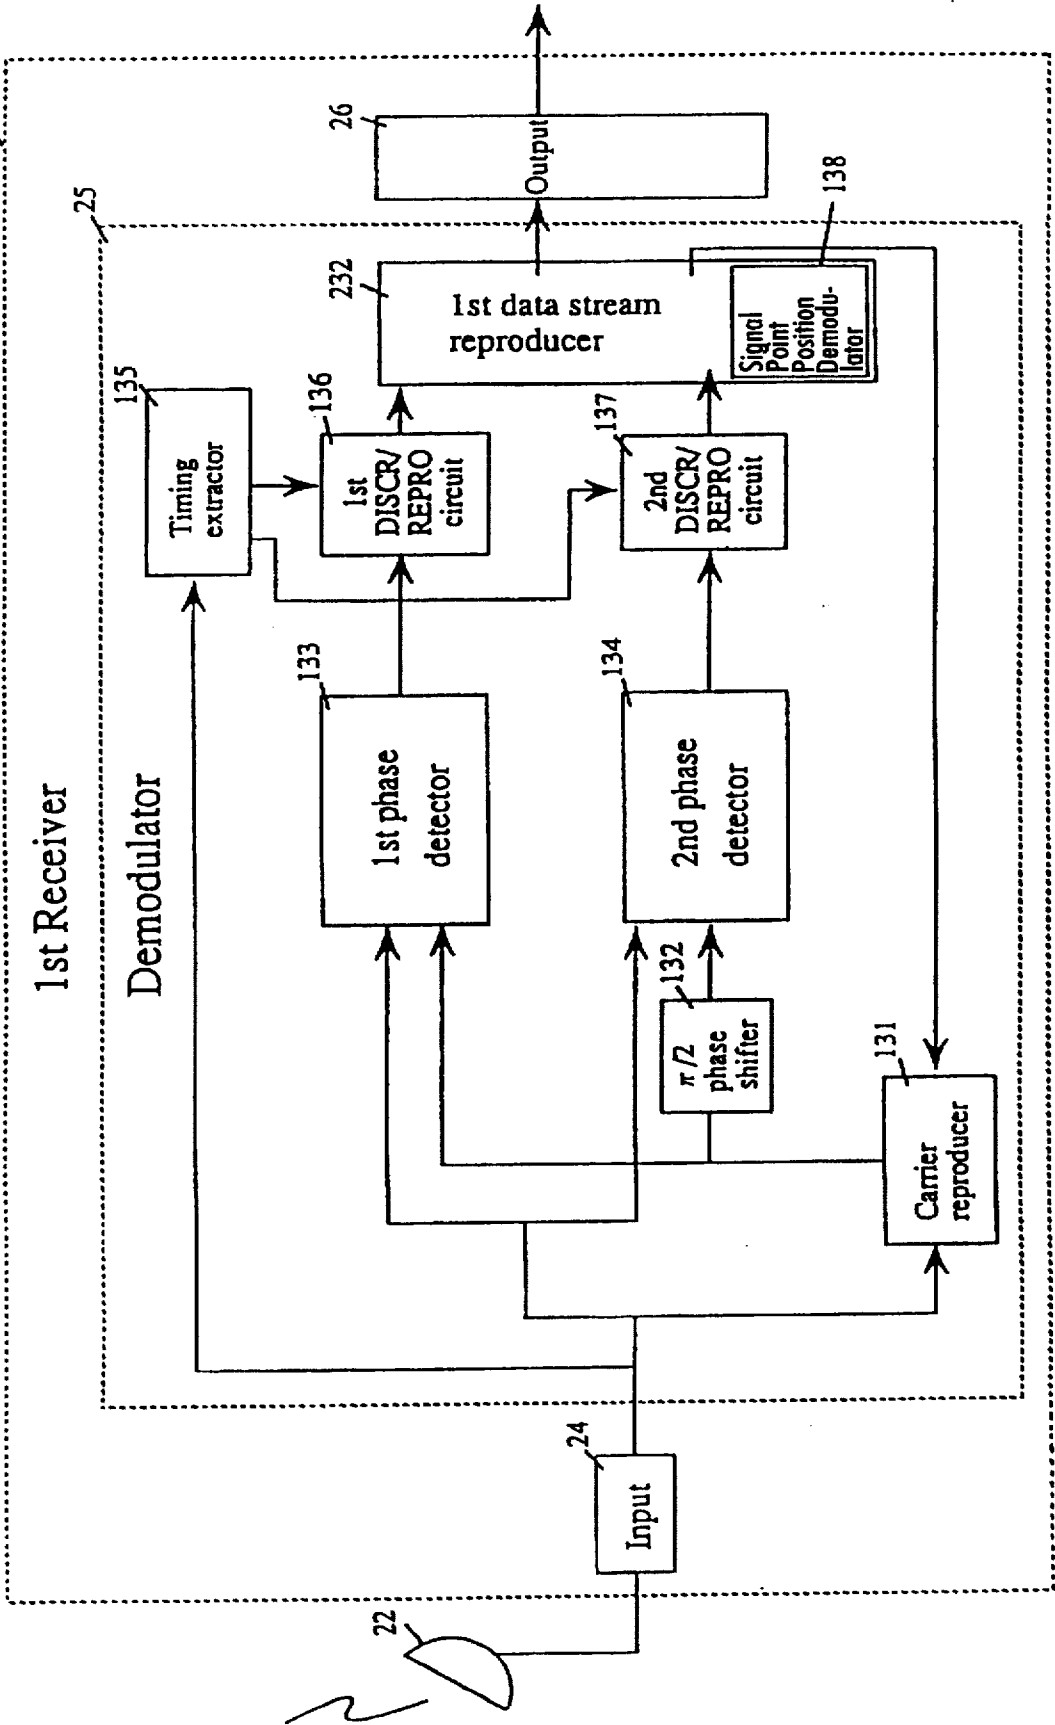 1st Receiver
Demodulator
25
22
24
Input
135
Timing
extractor
133
1st phase
detector
136
1st
DISCR/
REPRO
circuit
232
1st data stream
reproducer
26
Output
134
2nd phase
detector
137
2nd
DISCR/
REPRO
circuit
132
π/2
phase
shifter
131
Carrier
reproducer
138
Signal
Point
Position
Demodu-
lator